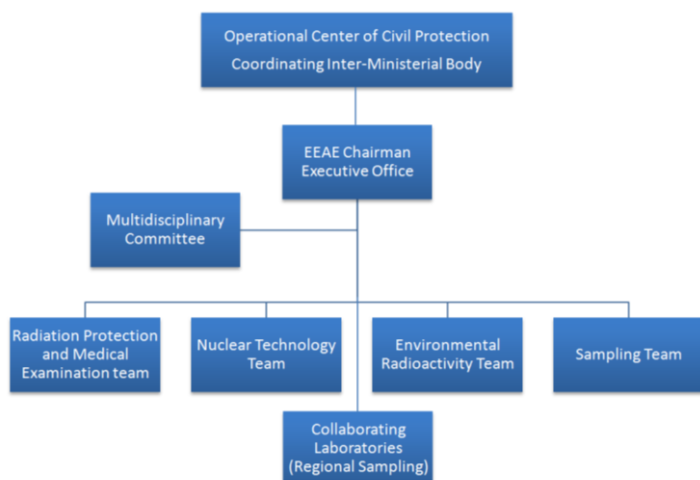 Operational Center of Civil Protection
Coordinating Inter-Ministerial Body
EEAE Chairman
Executive Office
Multidisciplinary
Committee
Radiation Protection
and Medical
Examination team
Nuclear Technology
Team
Environmental
Radioactivity Team
Sampling Team
Collaborating
Laboratories
(Regional Sampling)